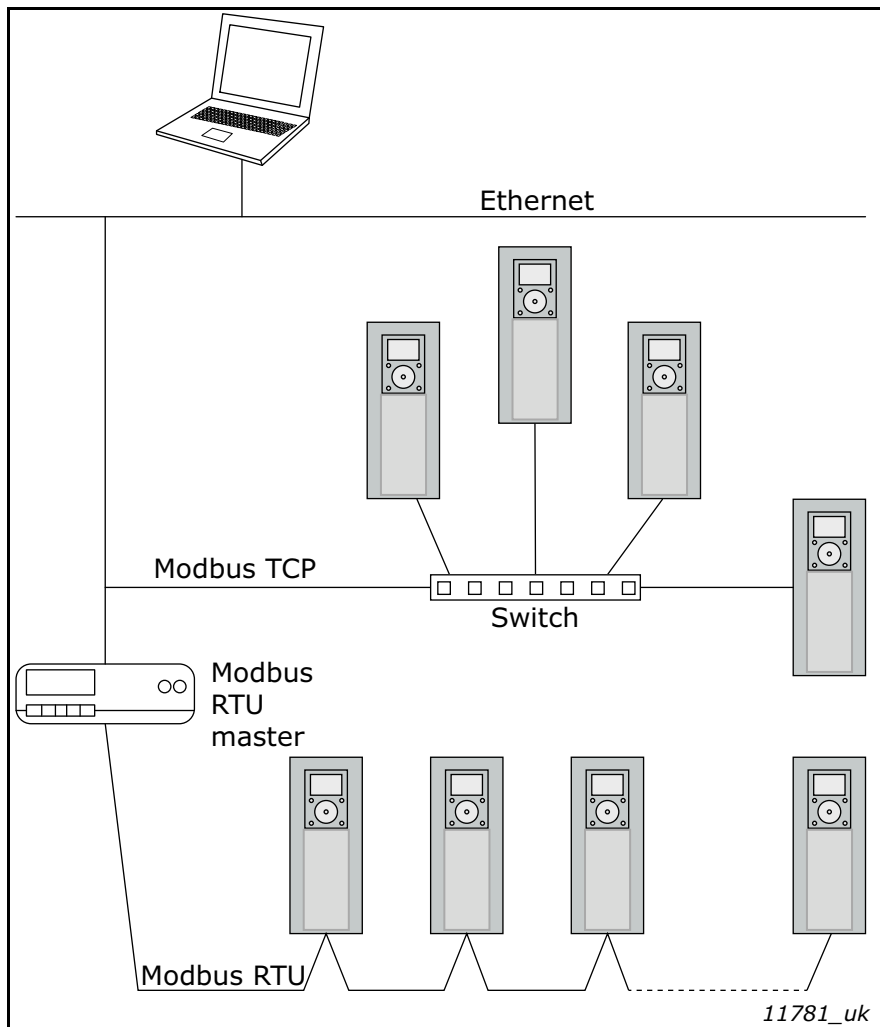 Ethernet
Modbus TCP
Switch
Modbus
RTU
master
Modbus RTU
11781_uk